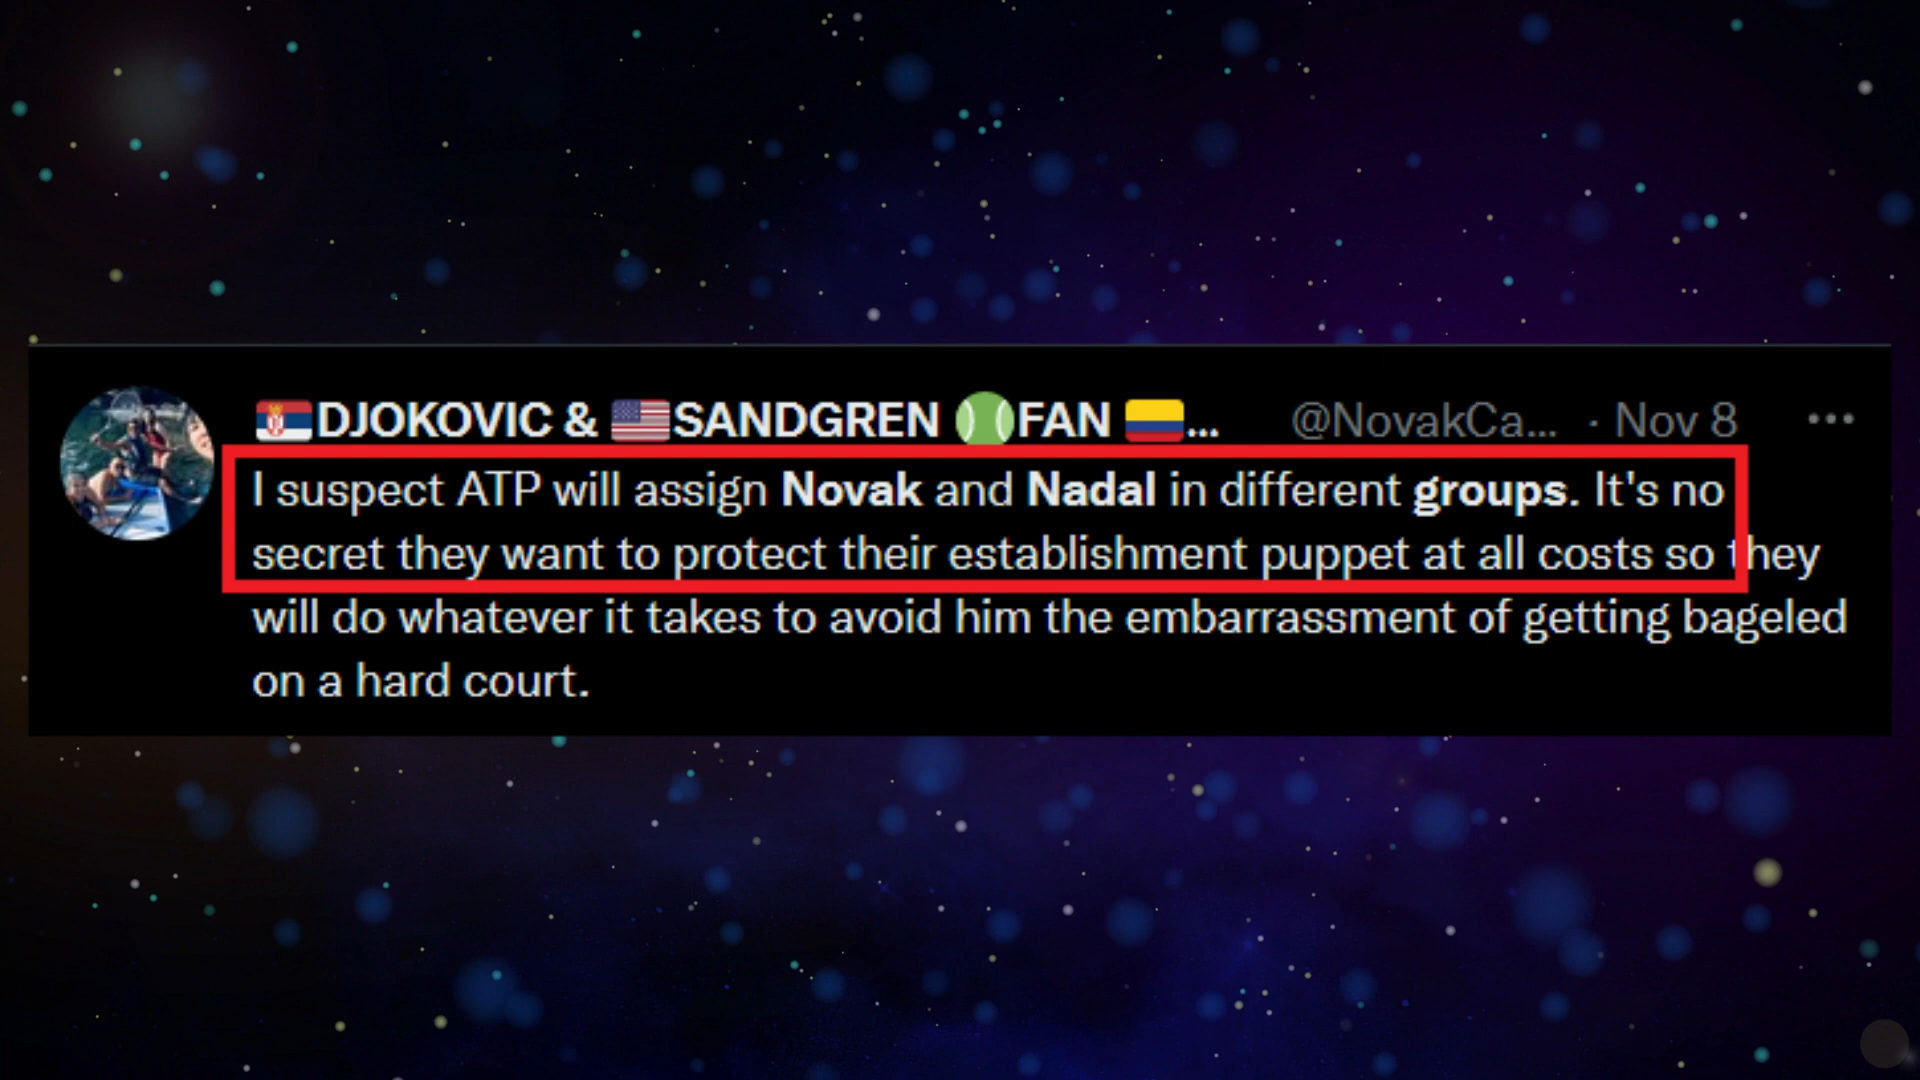 DJOKOVIC & SANDGREN FAN ... @NovakCa... · Nov 8
I suspect ATP will assign Novak and Nadal in different groups. It's no
secret they want to protect their establishment puppet at all costs so they
will do whatever it takes to avoid him the embarrassment of getting bageled
on a hard court.